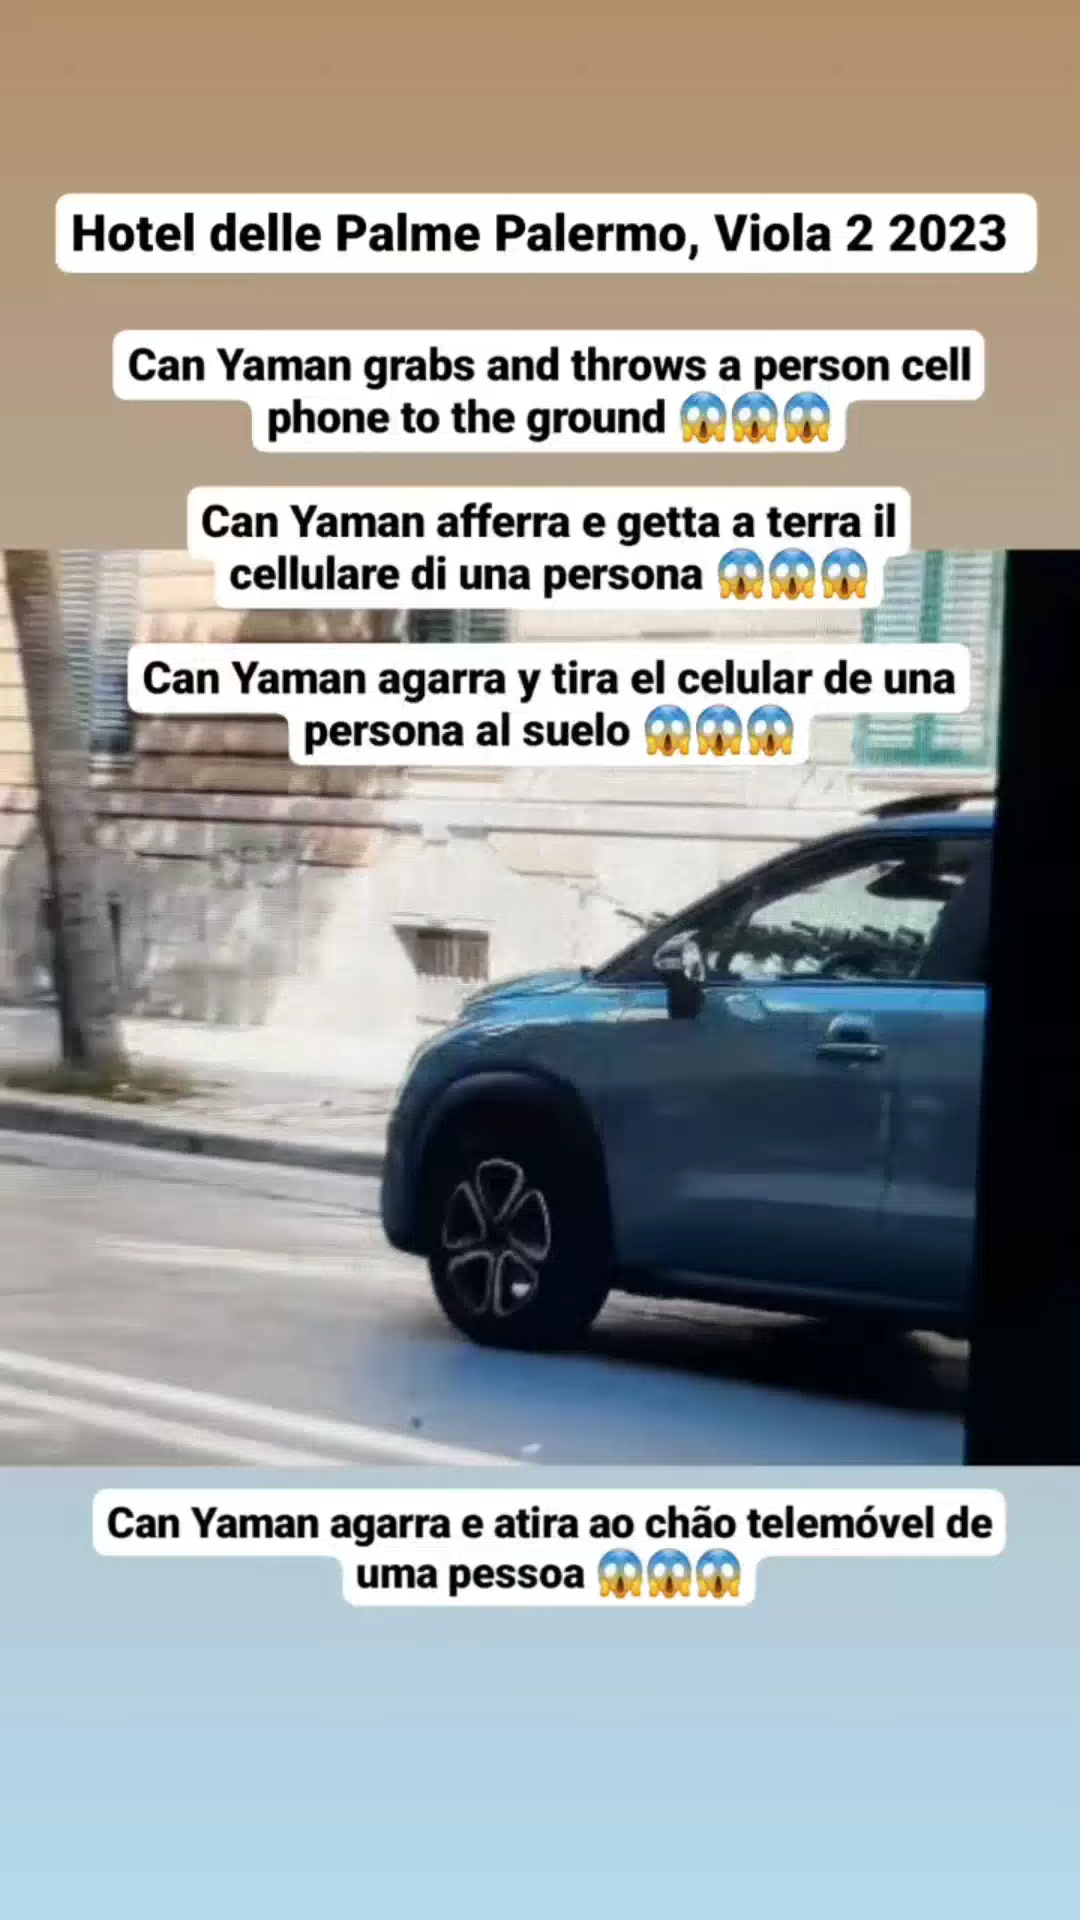 Hotel delle Palme Palermo, Viola 2 2023
Can Yaman grabs and throws a person cell
phone to the ground 😱😱😱
Can Yaman afferra e getta a terra il
cellulare di una persona 😱😱😱
Can Yaman agarra y tira el celular de una
persona al suelo 😱😱😱
Can Yaman agarra e atira ao chão telemóvel de
uma pessoa 😱😱😱